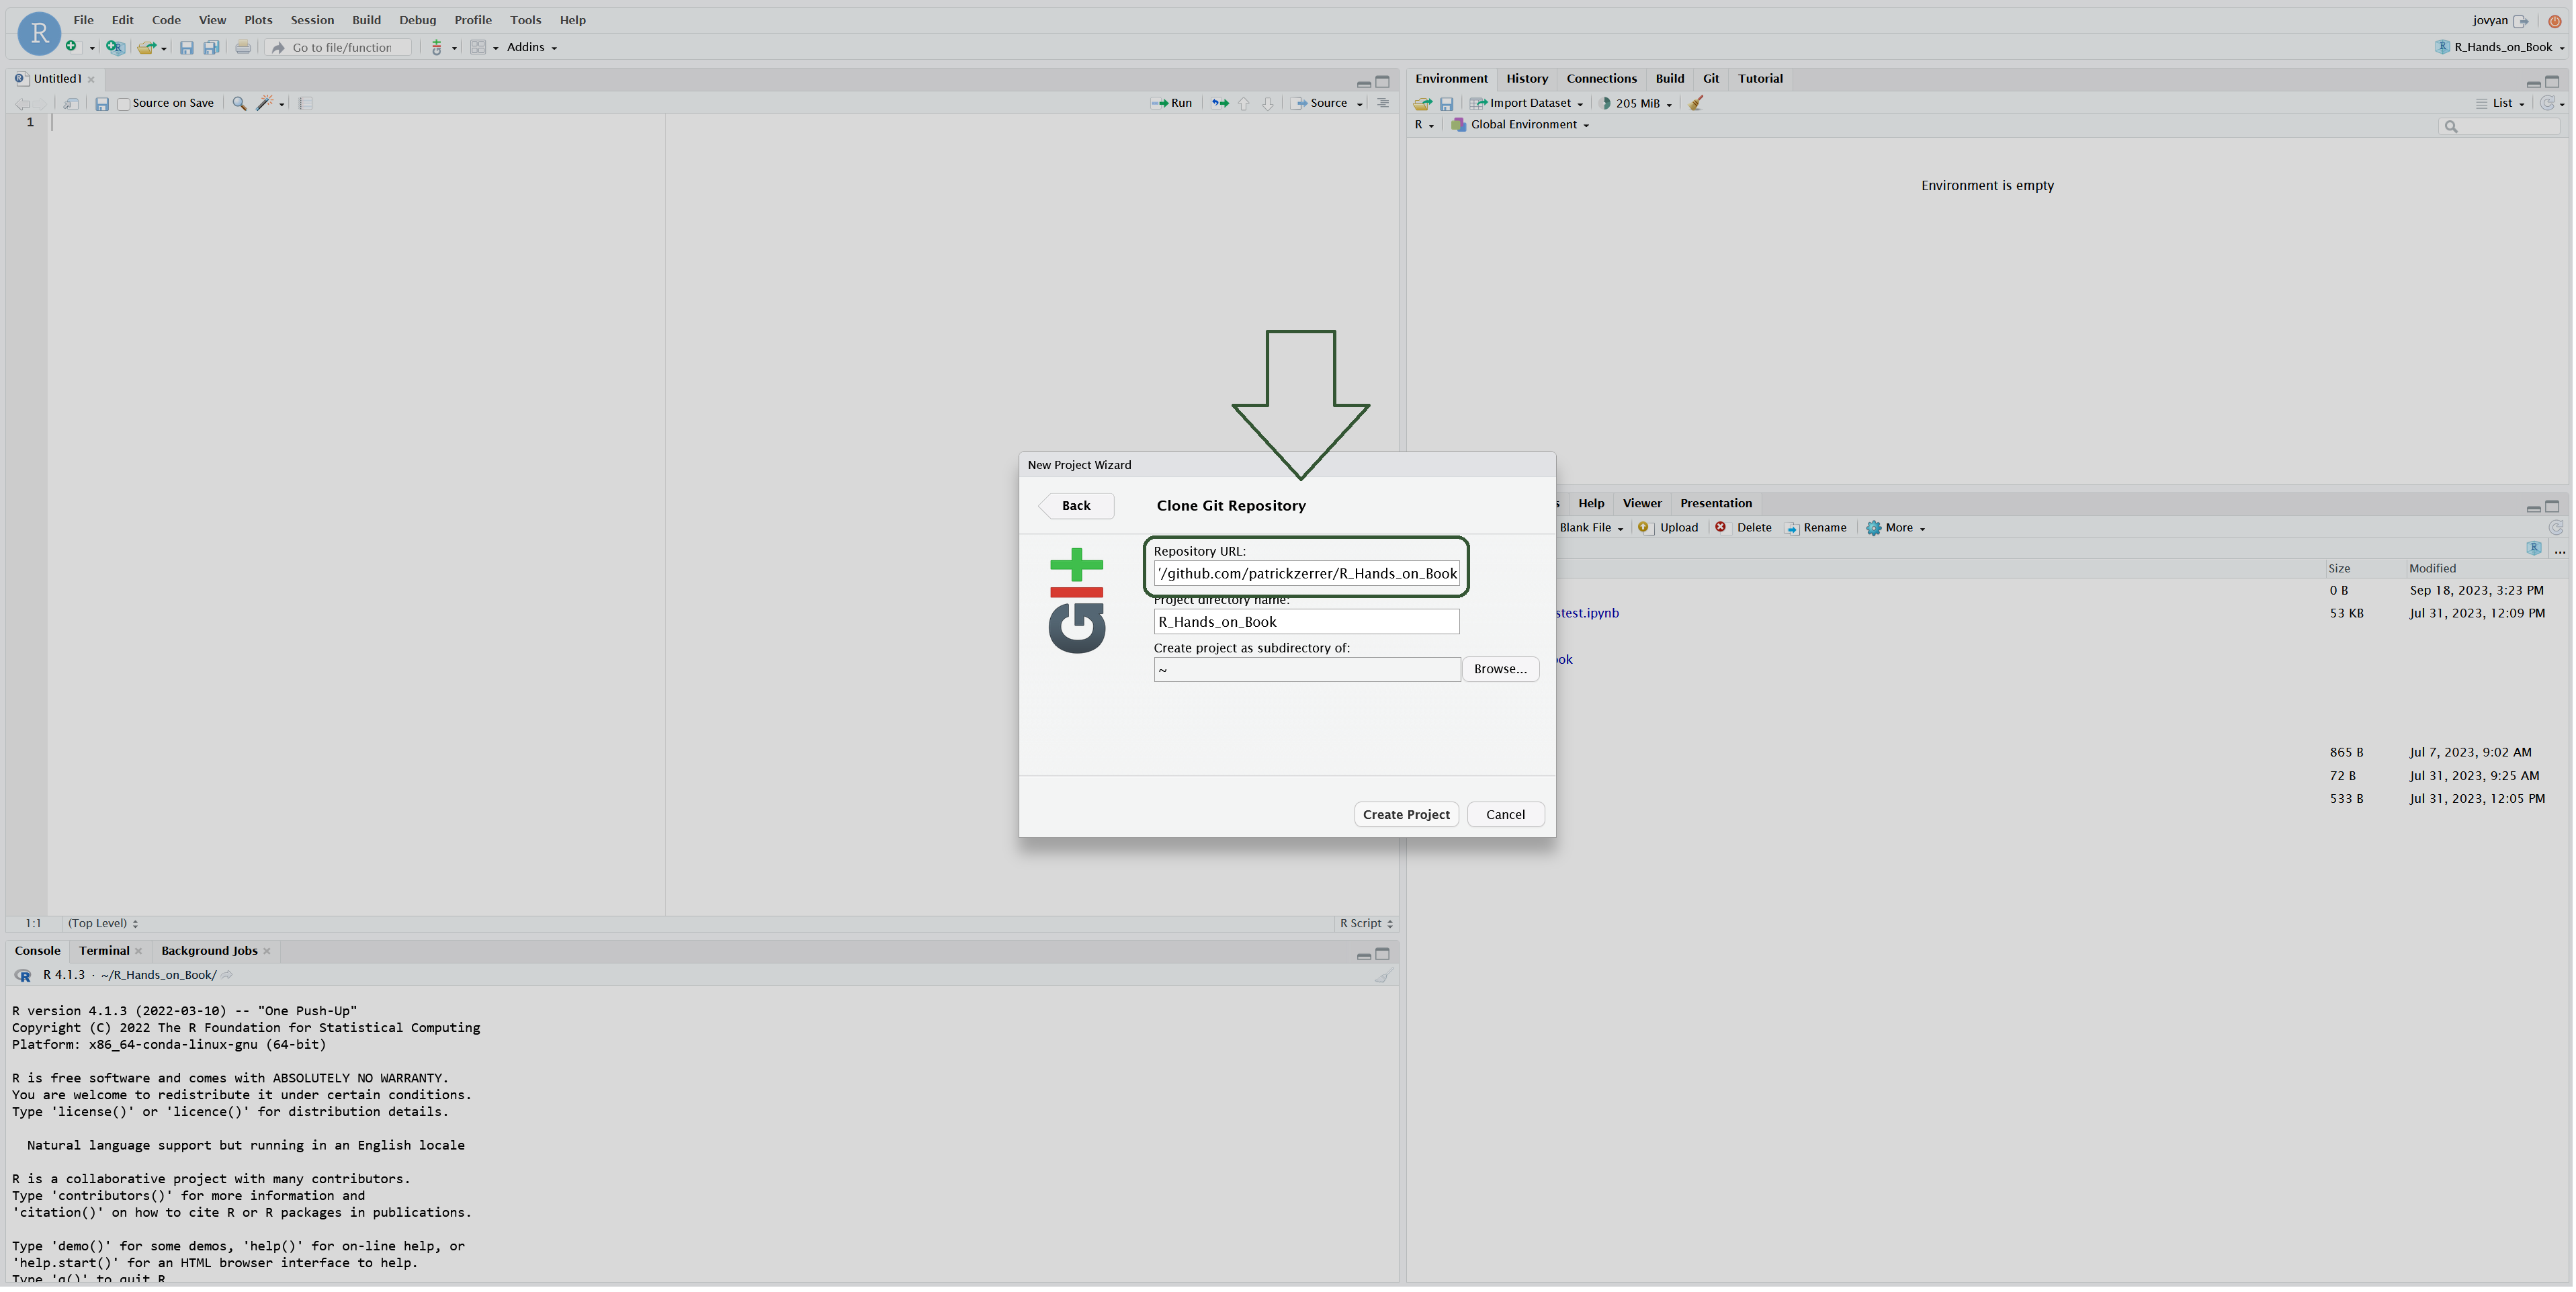 R
File Edit Code View Plots Session Build Debug Profile Tools Help
jovyan
Go to file/function
Addins
R_Hands_on_Book
Untitled1
Source on Save
Run
Source
1
1:1
(Top Level)
R Script
Environment History Connections Build Git Tutorial
Import Dataset
205 MiB
List
R
Global Environment
Environment is empty
New Project Wizard
Back
Clone Git Repository
GIt
Repository URL:
/github.com/patrickzerrer/R_Hands_on_Book
Project directory name:
R_Hands_on_Book
Create project as subdirectory of:
~
Browse...
Create Project
Cancel
s Help Viewer Presentation
Blank File Upload Delete Rename More
...
Size Modified
0 B Sep 18, 2023, 3:23 PM
stest.ipynb 53 KB Jul 31, 2023, 12:09 PM
ook
865 B Jul 7, 2023, 9:02 AM
72 B Jul 31, 2023, 9:25 AM
533 B Jul 31, 2023, 12:05 PM
Console Terminal Background Jobs
R 4.1.3 · ~/R_Hands_on_Book/
R version 4.1.3 (2022-03-10) -- "One Push-Up"
Copyright (C) 2022 The R Foundation for Statistical Computing
Platform: x86_64-conda-linux-gnu (64-bit)
R is free software and comes with ABSOLUTELY NO WARRANTY.
You are welcome to redistribute it under certain conditions.
Type 'license()' or 'licence()' for distribution details.
Natural language support but running in an English locale
R is a collaborative project with many contributors.
Type 'contributors()' for more information and
'citation()' on how to cite R or R packages in publications.
Type 'demo()' for some demos, 'help()' for on-line help, or
'help.start()' for an HTML browser interface to help.
Type 'q()' to quit R